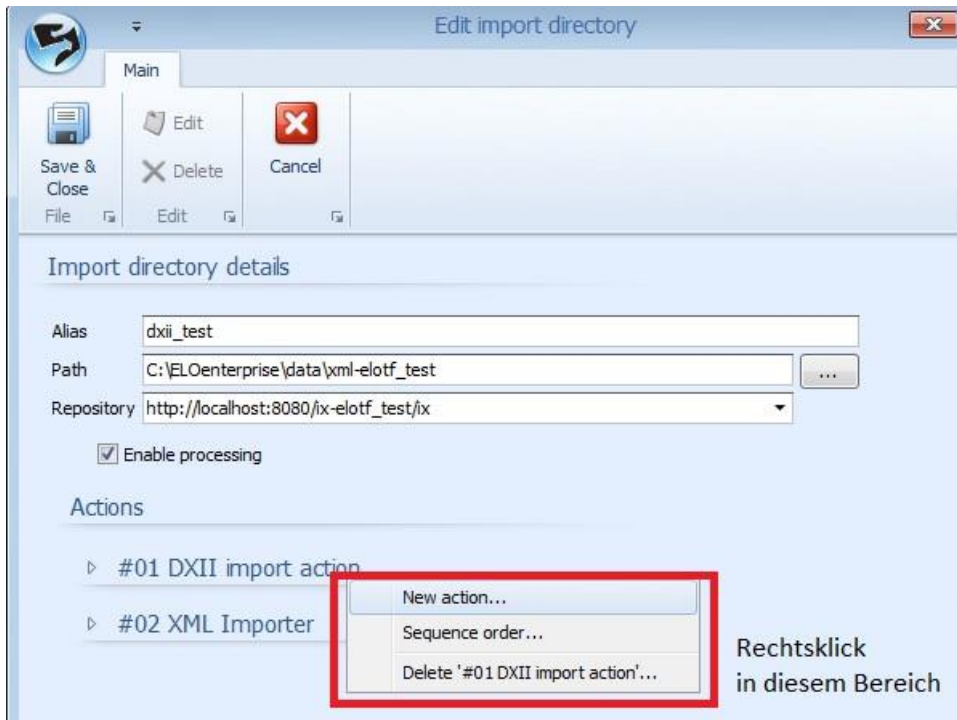 Edit import directory
Main
Save & Close
Edit
Delete
Cancel
File
Edit
Import directory details
Alias
dxii_test
Path
C:\ELOenterprise\data\xml-elotf_test
...
Repository
http://localhost:8080/ix-elotf_test/ix
Enable processing
Actions
#01 DXII import action
#02 XML Importer
New action...
Sequence order...
Delete '#01 DXII import action'...
Rechtsklick
in diesem Bereich